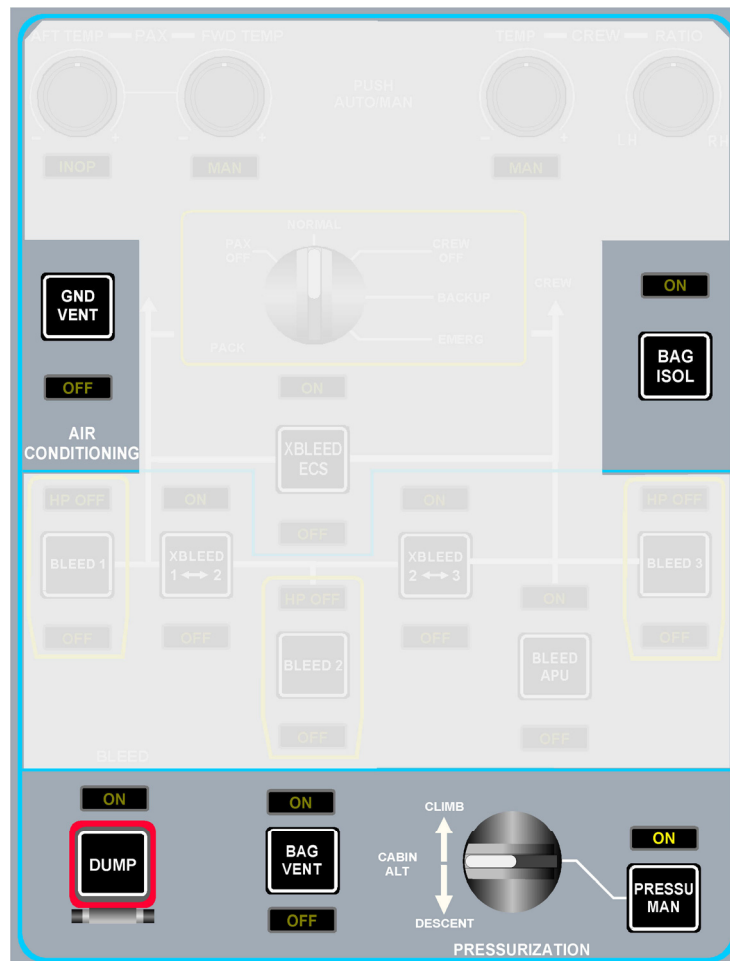 AFT TEMP PAX FWD TEMP
TEMP CREW RATIO
PUSH
AUTO/MAN
- +
- +
- +
LH RH
INOP
MAN
MAN
NORMAL
PAX
OFF
CREW
OFF
BACKUP
EMERG
PACK
CREW
GND
VENT
OFF
AIR
CONDITIONING
ON
BAG
ISOL
ON
XBLEED
ECS
OFF
HP OFF
BLEED 1
OFF
ON
XBLEED
1 ↔ 2
OFF
HP OFF
BLEED 2
OFF
ON
XBLEED
2 ↔ 3
OFF
ON
BLEED
APU
OFF
HP OFF
BLEED 3
OFF
BLEED
ON
DUMP
ON
BAG
VENT
OFF
CLIMB
CABIN
ALT
DESCENT
ON
PRESSU
MAN
PRESSURIZATION